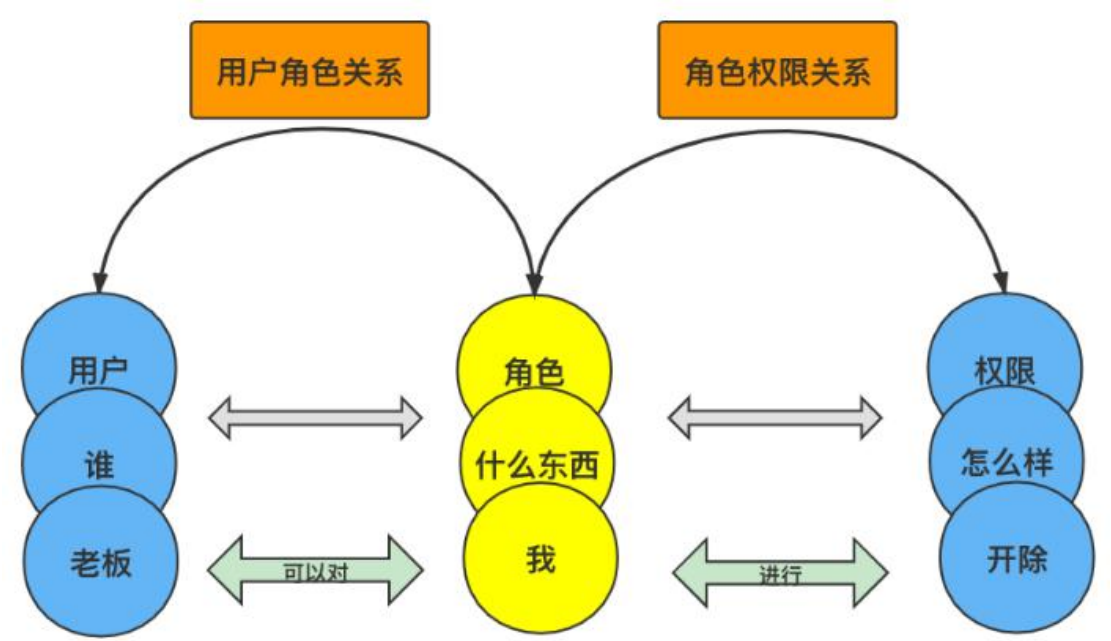 用户角色关系
角色权限关系
用户
角色
权限
谁
什么东西
怎么样
老板
可以对
我
进行
开除